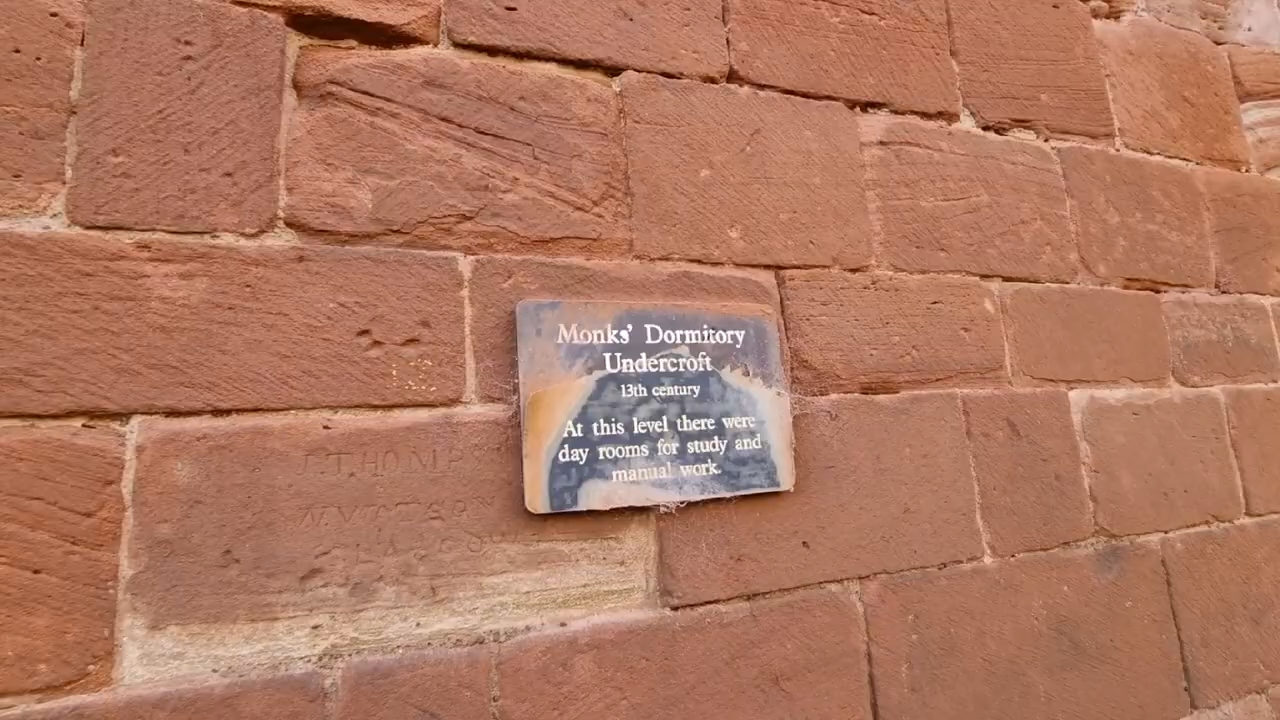 Monks' Dormitory
Undercroft
13th century
At this level there were
day rooms for study and
manual work.